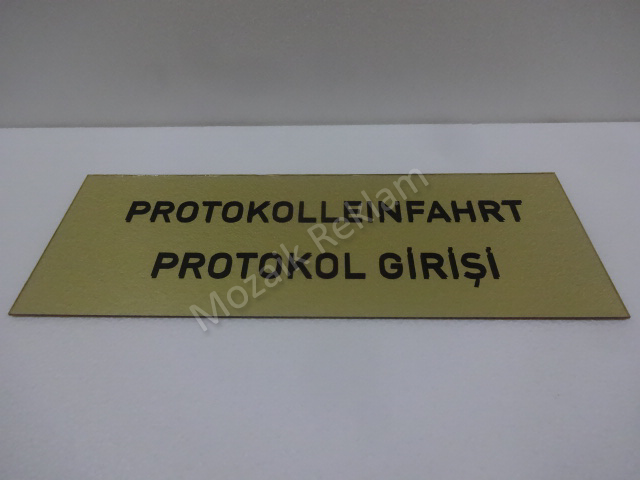 PROTOKOLLEINFAHRT
PROTOKOL GİRİŞİ
Mozaik Reklam